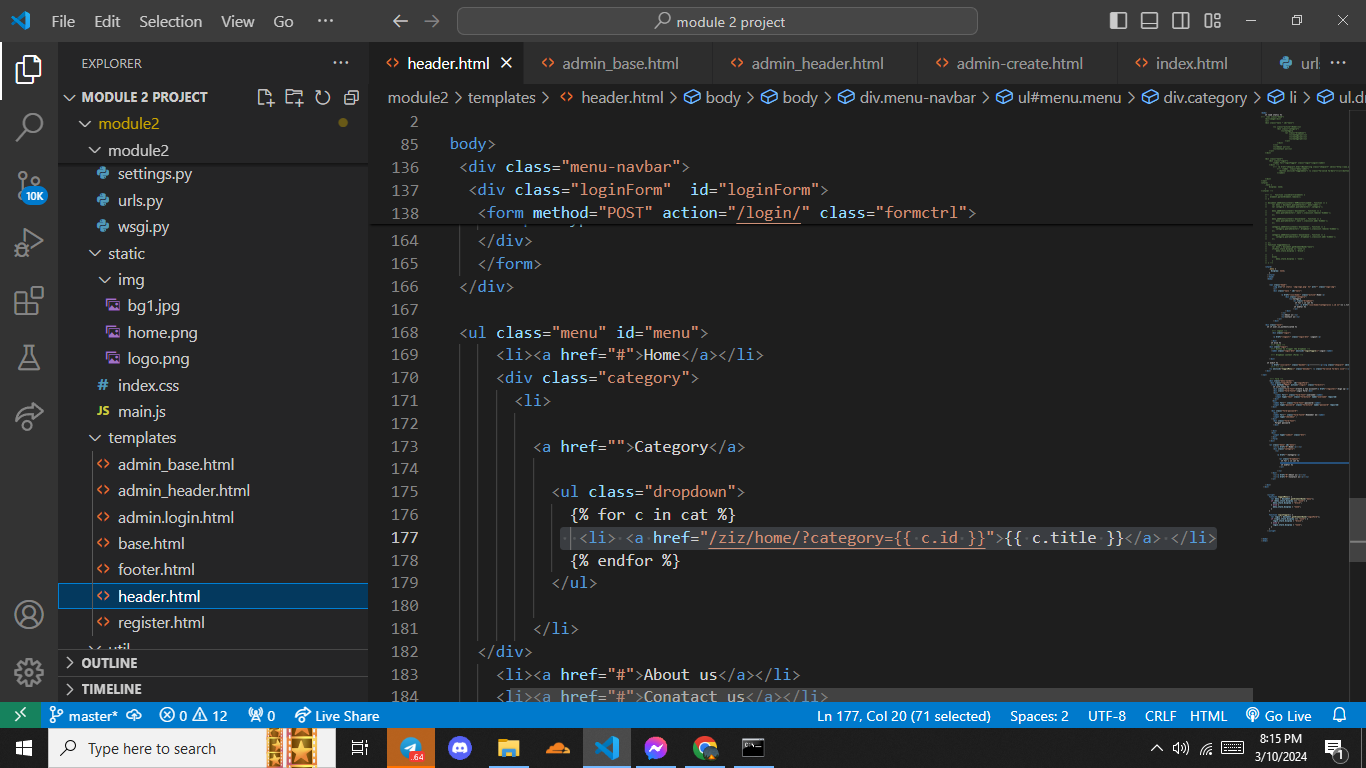 File Edit Selection View Go ··· module 2 project
EXPLORER ···
MODULE 2 PROJECT
module2
module2
settings.py
urls.py
wsgi.py
static
img
bg1.jpg
home.png
logo.png
# index.css
JS main.js
templates
admin_base.html
admin_header.html
admin.login.html
base.html
footer.html
header.html
register.html
util
OUTLINE
TIMELINE
10K
header.html admin_base.html admin_header.html admin-create.html index.html urls ···
module2 > templates > header.html > body > body > div.menu-navbar > ul#menu.menu > div.category > li > ul.dr
2
85 body>
136 <div class="menu-navbar">
137 <div class="loginForm"  id="loginForm">
138 <form method="POST" action="/login/" class="formctrl">
164 </div>
165 </form>
166 </div>
167
168 <ul class="menu" id="menu">
169 <li><a href="#">Home</a></li>
170 <div class="category">
171 <li>
172
173 <a href="">Category</a>
174
175 <ul class="dropdown">
176 {% for c in cat %}
177 <li> <a href="/ziz/home/?category={{ c.id }}">{{ c.title }}</a> </li>
178 {% endfor %}
179 </ul>
180
181 </li>
182 </div>
183 <li><a href="#">About us</a></li>
184 <li><a href="#">Conatact us</a></li>
master* 0 12 0 Live Share Ln 177, Col 20 (71 selected) Spaces: 2 UTF-8 CRLF HTML Go Live
Type here to search
.64
8:15 PM
3/10/2024
1